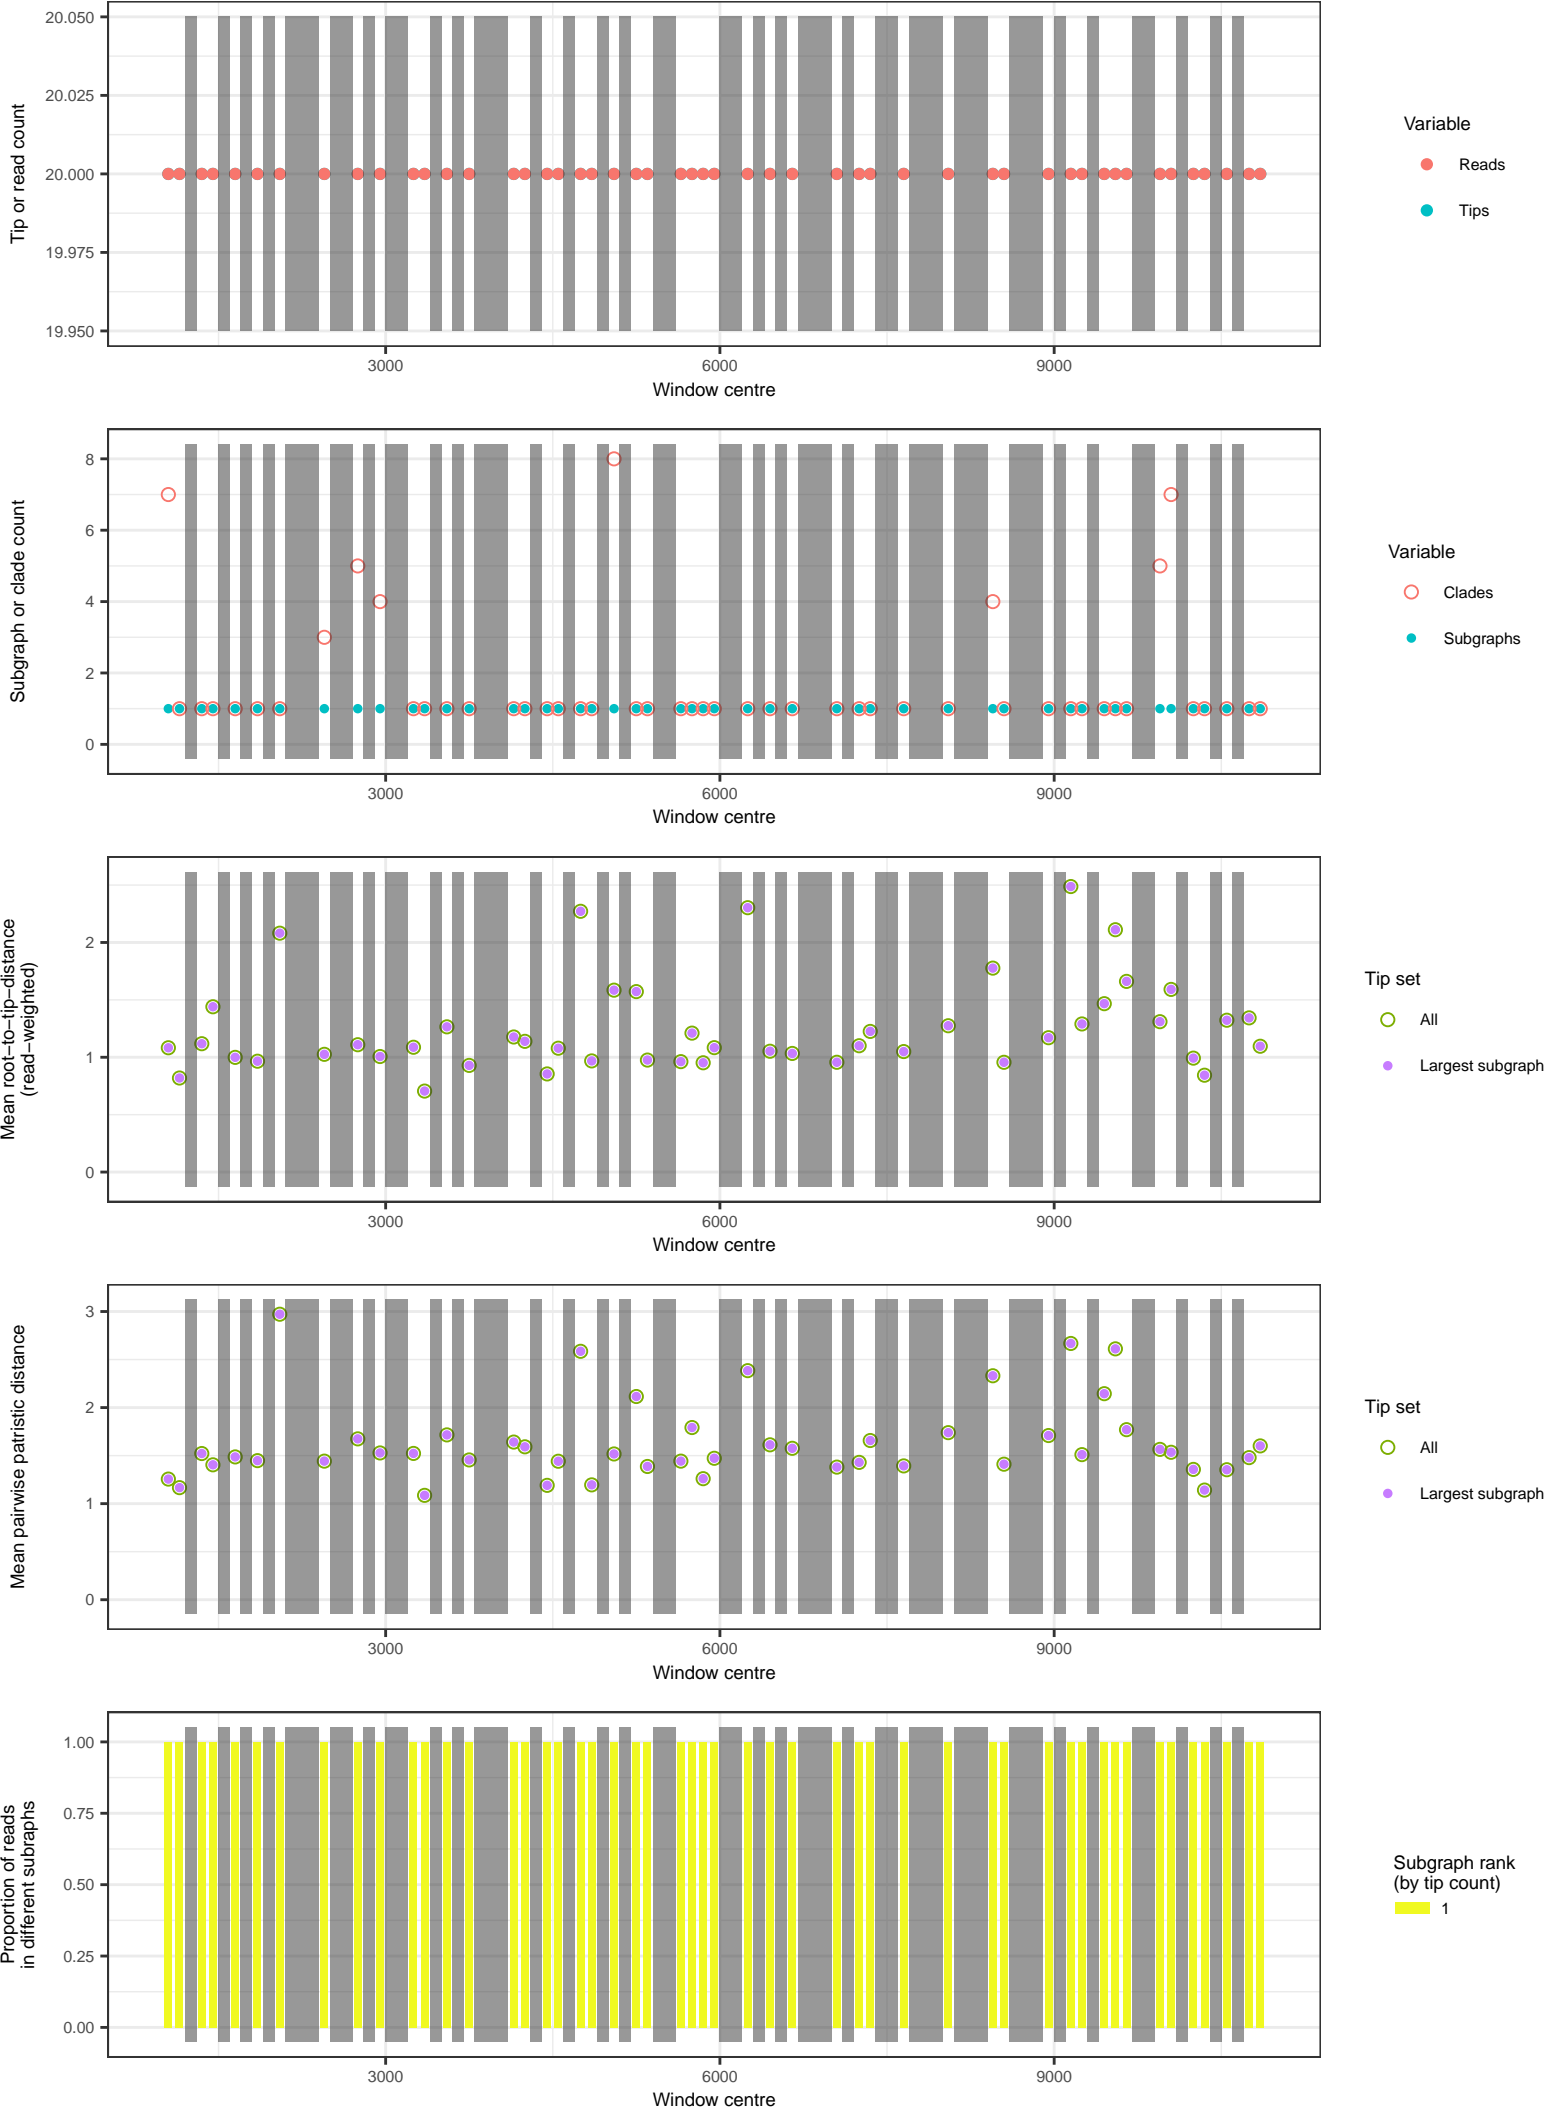 20.050
20.025
20.000
19.975
19.950
Tip or read count
3000
6000
9000
Window centre
Variable
Reads
Tips
8
6
4
2
0
Subgraph or clade count
3000
6000
9000
Window centre
Variable
Clades
Subgraphs
2
1
0
Mean root−to−tip−distance
(read−weighted)
3000
6000
9000
Window centre
Tip set
All
Largest subgraph
3
2
1
0
Mean pairwise patristic distance
3000
6000
9000
Window centre
Tip set
All
Largest subgraph
1.00
0.75
0.50
0.25
0.00
Proportion of reads
in different subraphs
3000
6000
9000
Window centre
Subgraph rank
(by tip count)
1